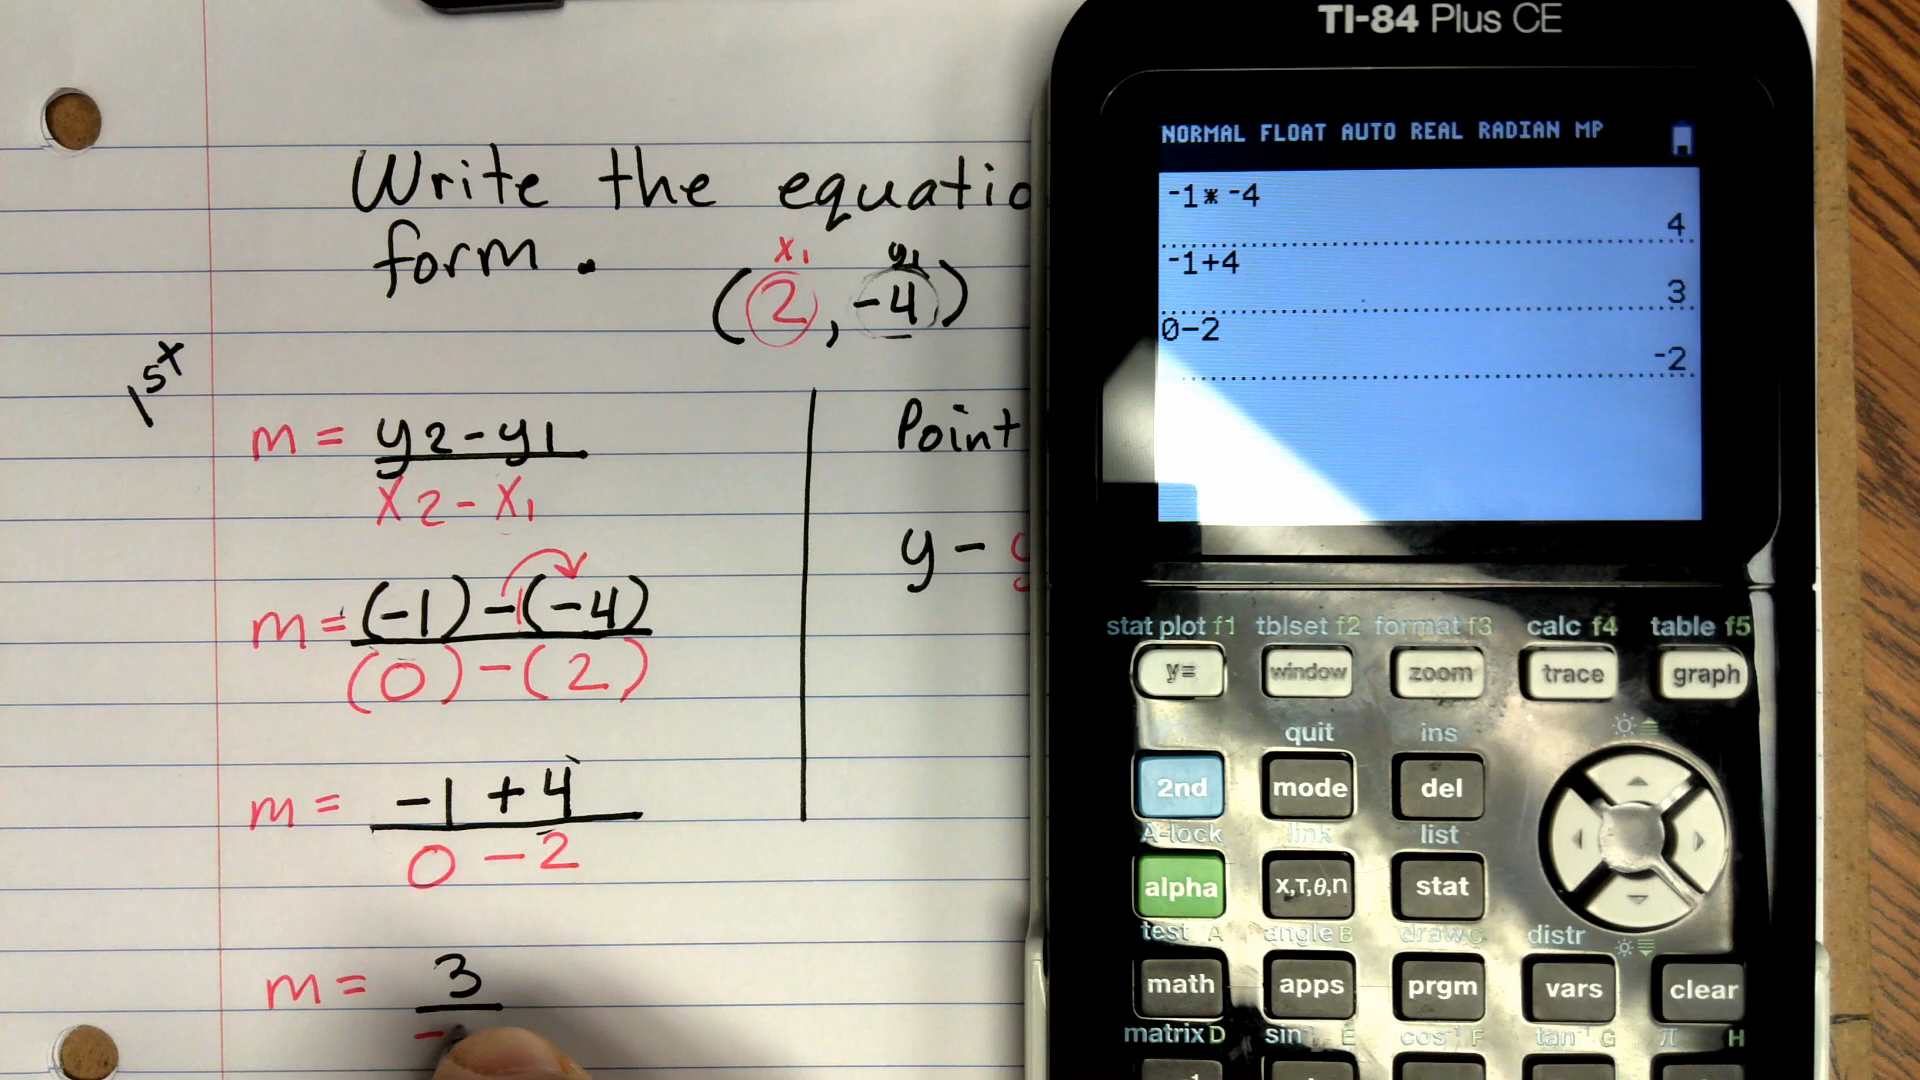 Write the equatio
form.
x₁ y₁
(2, -4)
1st
m = y2-y1
x2-x1
m= (-1)-1(-4)
(0)-(2)
m = -1+4
0-2
m = 3
-
Point
y-
TI-84 Plus CE
NORMAL FLOAT AUTO REAL RADIAN MP
-1*-4
4
-1+4
3
0-2
-2
stat plot f1 tblset f2 format f3 calc f4 table f5
y= window zoom trace graph
quit ins
2nd mode del
A-lock link list
alpha X,T,θ,n stat
test A angle B draw C distr
math apps prgm vars clear
matrix D sin⁻¹ E cos⁻¹ F tan⁻¹ G π H